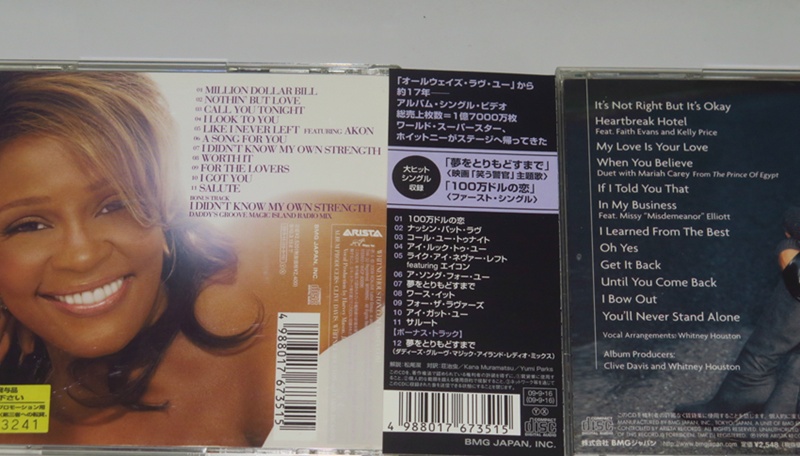 01 MILLION DOLLAR BILL
02 NOTHIN' BUT LOVE
03 CALL YOU TONIGHT
04 I LOOK TO YOU
05 LIKE I NEVER LEFT FEATURING AKON
06 A SONG FOR YOU
07 I DIDN'T KNOW MY OWN STRENGTH
08 WORTH IT
09 FOR THE LOVERS
10 I GOT YOU
11 SALUTE
BONUS TRACK
I DIDN'T KNOW MY OWN STRENGTH
DADDY'S GROOVE MAGIC ISLAND RADIO MIX
BMG JAPAN, INC.
ARISTA
4988017673515
3241
「オールウェイズ・ラヴ・ユー」から
約17年――
アルバム・シングル・ビデオ
総売上枚数=1億7000万枚
ワールド・スーパースター、
ホイットニーがステージへ帰ってきた
大ヒット
シングル
収録
「夢をとりもどすまで」
〈映画「笑う警官」主題歌〉
「100万ドルの恋」
〈ファースト・シングル〉
01 100万ドルの恋
02 ナッシン・バット・ラヴ
03 コール・ユー・トゥナイト
04 アイ・ルック・トゥ・ユー
05 ライク・アイ・ネヴァー・レフト
featuring エイコン
06 ア・ソング・フォー・ユー
07 夢をとりもどすまで
08 ワース・イット
09 フォー・ザ・ラヴァーズ
10 アイ・ガット・ユー
11 サルート
[ボーナス・トラック]
12 夢をとりもどすまで
(ダディーズ・グルーヴ・マジック・アイランド・レディオ・ミックス)
Kana Muramatsu / Yumi Parks
09-9-16
(09-9-16)
4 988017 673515
BMG JAPAN, INC.
It's Not Right But It's Okay
Heartbreak Hotel
Feat. Faith Evans and Kelly Price
My Love Is Your Love
When You Believe
Duet with Mariah Carey From The Prince Of Egypt
If I Told You That
In My Business
Feat. Missy "Misdemeanor" Elliott
I Learned From The Best
Oh Yes
Get It Back
Until You Come Back
I Bow Out
You'll Never Stand Alone
Vocal Arrangements: Whitney Houston
Album Producers:
Clive Davis and Whitney Houston
株式会社 BMGジャパン
定価 ¥2,548